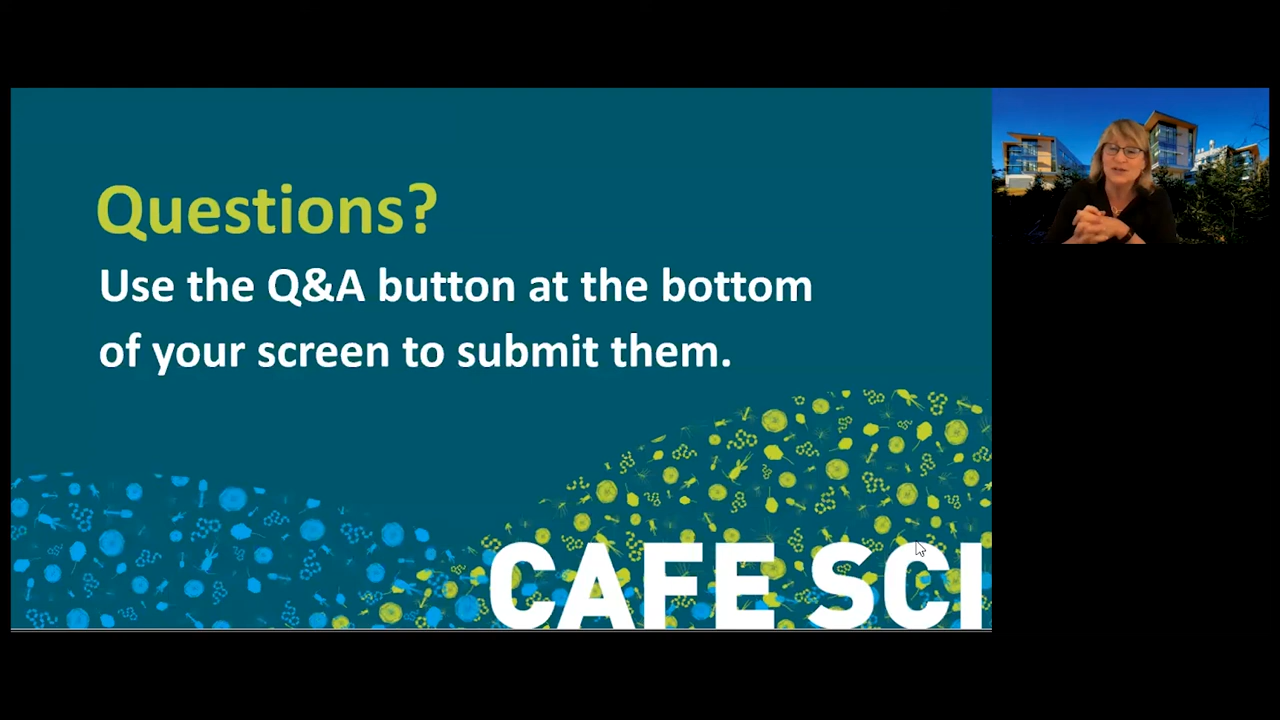 Questions?
Use the Q&A button at the bottom
of your screen to submit them.
CAFE SCI